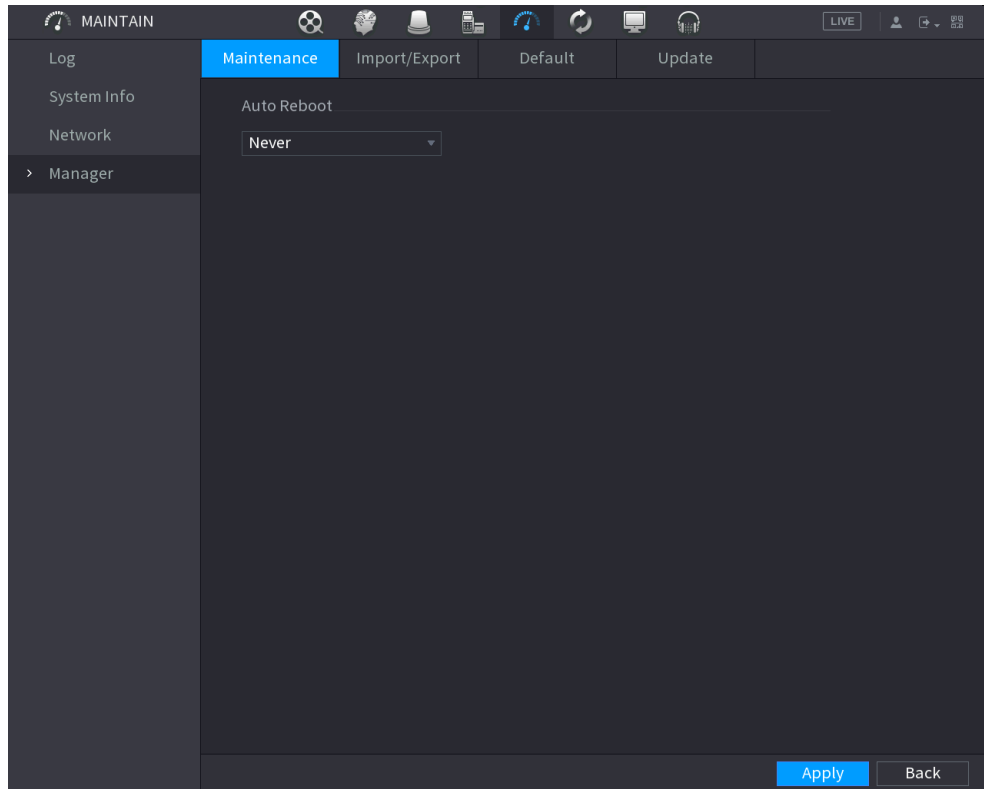 MAINTAIN
LIVE
Log
System Info
Network
Manager
Maintenance
Import/Export
Default
Update
Auto Reboot
Never
Apply
Back